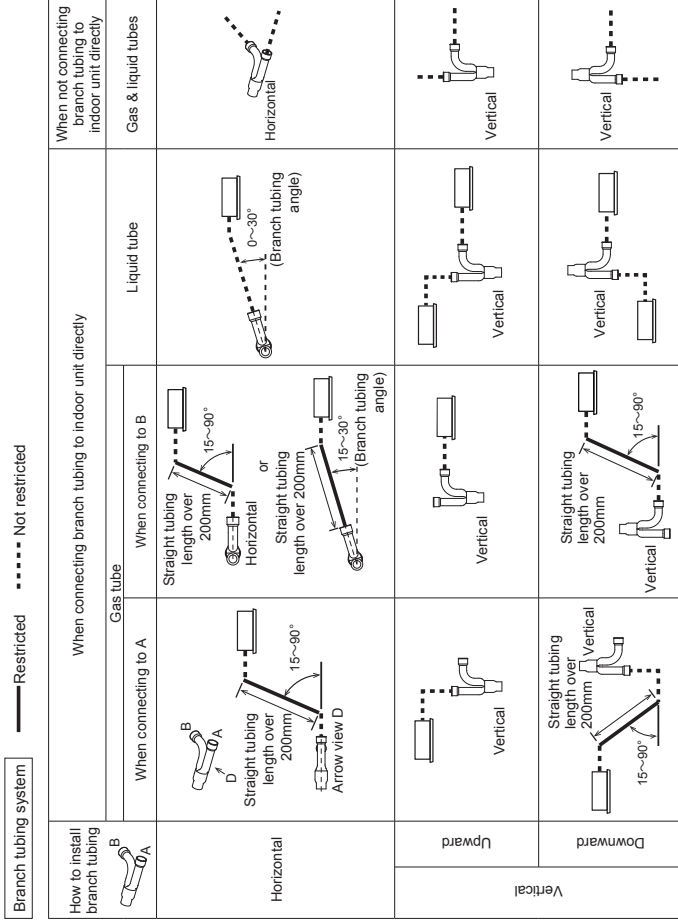 Branch tubing system
Restricted
Not restricted
How to install
branch tubing
B
A
When connecting branch tubing to indoor unit directly
When not connecting
branch tubing to
indoor unit directly
Gas tube
Liquid tube
Gas & liquid tubes
When connecting to A
When connecting to B
Horizontal
B
A
D
Straight tubing
length over
200mm
15～90°
Arrow view D
Straight tubing
length over
200mm
15～90°
Horizontal
or
Straight tubing
length over 200mm
15～30°
(Branch tubing
angle)
0～30°
(Branch tubing
angle)
Horizontal
Vertical
Upward
Vertical
Vertical
Vertical
Vertical
Downward
Straight tubing
length over
200mm
Vertical
15～90°
Straight tubing
length over
200mm
15～90°
Vertical
Vertical
Vertical